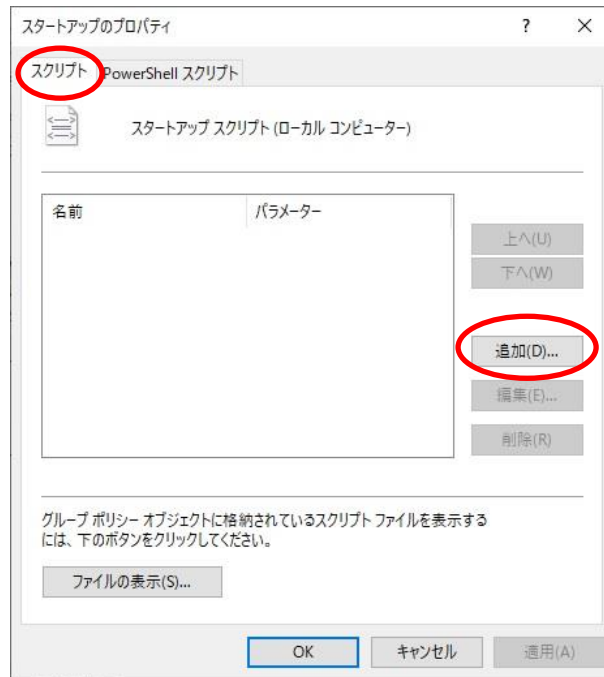 スタートアップのプロパティ
? ×
スクリプト PowerShell スクリプト
スタートアップ スクリプト (ローカル コンピューター)
名前 パラメーター
上へ(U)
下へ(W)
追加(D)...
編集(E)...
削除(R)
グループ ポリシー オブジェクトに格納されているスクリプト ファイルを表示する
には、下のボタンをクリックしてください。
ファイルの表示(S)...
OK キャンセル 適用(A)